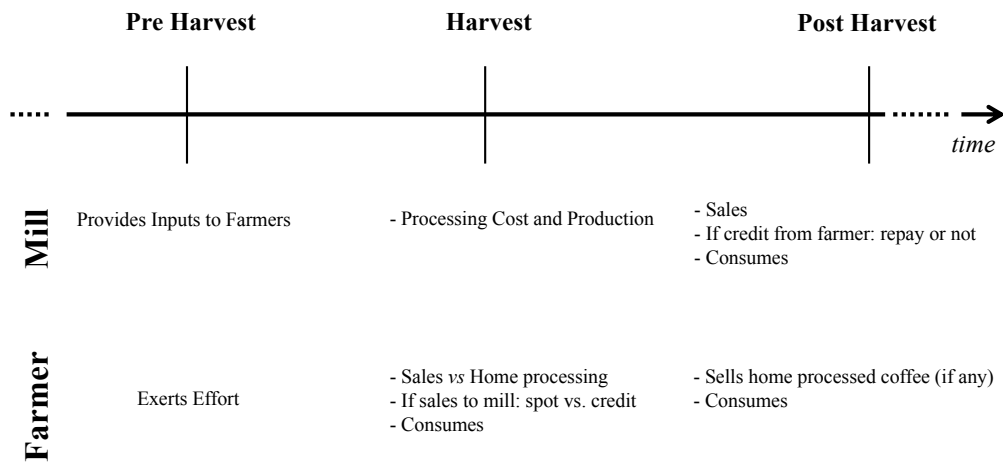 Pre Harvest
Harvest
Post Harvest
time
Mill
Provides Inputs to Farmers
- Processing Cost and Production
- Sales
- If credit from farmer: repay or not
- Consumes
Farmer
Exerts Effort
- Sales vs Home processing
- If sales to mill: spot vs. credit
- Consumes
- Sells home processed coffee (if any)
- Consumes